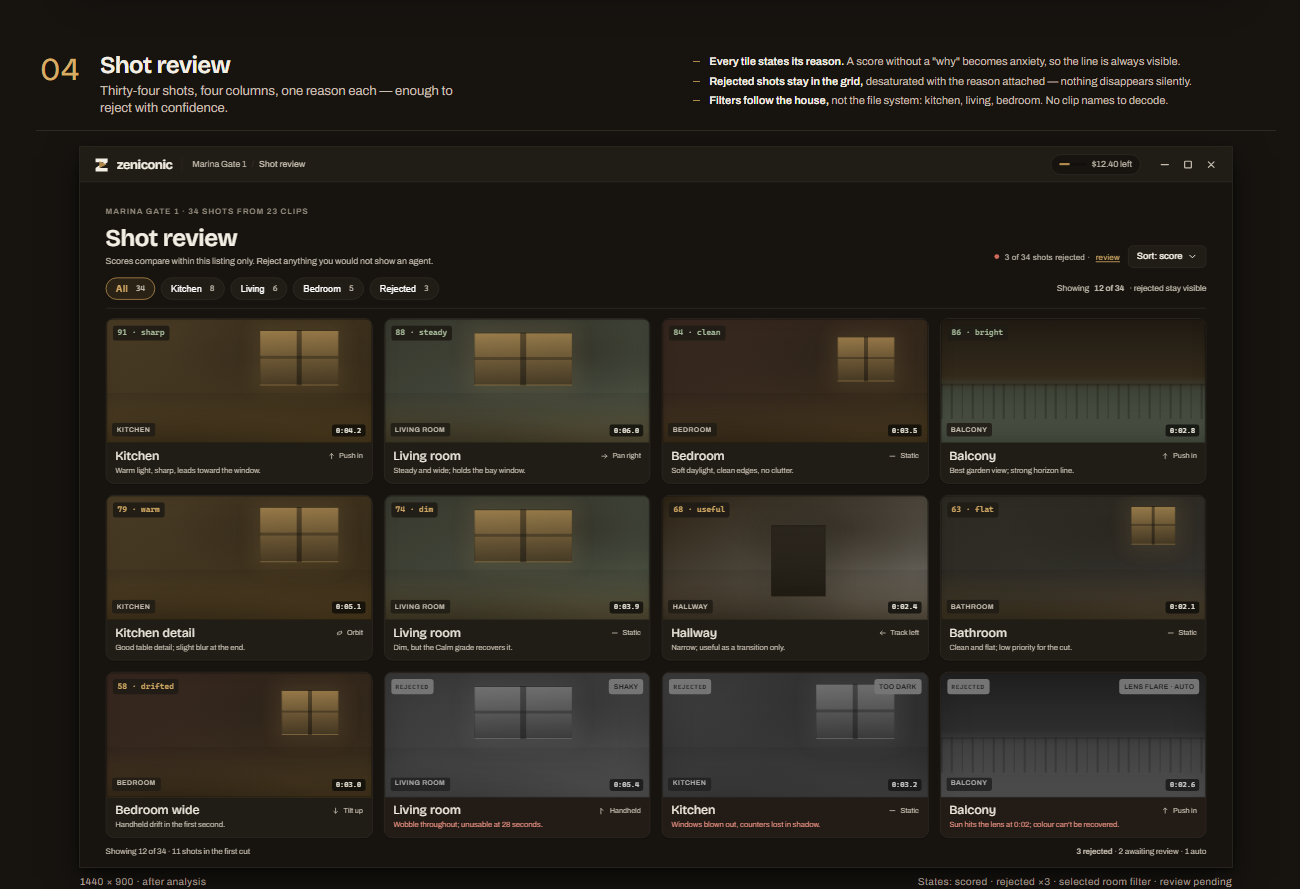 04
Shot review
Thirty-four shots, four columns, one reason each — enough to
reject with confidence.
— Every tile states its reason. A score without a "why" becomes anxiety, so the line is always visible.
— Rejected shots stay in the grid, desaturated with the reason attached — nothing disappears silently.
— Filters follow the house, not the file system: kitchen, living, bedroom. No clip names to decode.
zeniconic
Marina Gate 1 Shot review
$12.40 left
MARINA GATE 1 · 34 SHOTS FROM 23 CLIPS
Shot review
Scores compare within this listing only. Reject anything you would not show an agent.
3 of 34 shots rejected · review
Sort: score
All 34
Kitchen 8
Living 6
Bedroom 5
Rejected 3
Showing 12 of 34 · rejected stay visible
91 · sharp
KITCHEN
0:04.2
Kitchen
↑ Push in
Warm light, sharp, leads toward the window.
88 · steady
LIVING ROOM
0:06.0
Living room
→ Pan right
Steady and wide; holds the bay window.
84 · clean
BEDROOM
0:03.5
Bedroom
— Static
Soft daylight, clean edges, no clutter.
86 · bright
BALCONY
0:02.8
Balcony
↑ Push in
Best garden view; strong horizon line.
79 · warm
KITCHEN
0:05.1
Kitchen detail
Orbit
Good table detail; slight blur at the end.
74 · dim
LIVING ROOM
0:03.9
Living room
— Static
Dim, but the Calm grade recovers it.
68 · useful
HALLWAY
0:02.4
Hallway
← Track left
Narrow; useful as a transition only.
63 · flat
BATHROOM
0:02.1
Bathroom
— Static
Clean and flat; low priority for the cut.
58 · drifted
BEDROOM
0:03.0
Bedroom wide
↓ Tilt up
Handheld drift in the first second.
REJECTED
SHAKY
LIVING ROOM
0:05.4
Living room
Handheld
Wobble throughout; unusable at 28 seconds.
REJECTED
TOO DARK
KITCHEN
0:03.2
Kitchen
— Static
Windows blown out, counters lost in shadow.
REJECTED
LENS FLARE · AUTO
BALCONY
0:02.6
Balcony
↑ Push in
Sun hits the lens at 0:02; colour can't be recovered.
Showing 12 of 34 · 11 shots in the first cut
3 rejected · 2 awaiting review · 1 auto
1440 × 900 · after analysis
States: scored · rejected ×3 · selected room filter · review pending